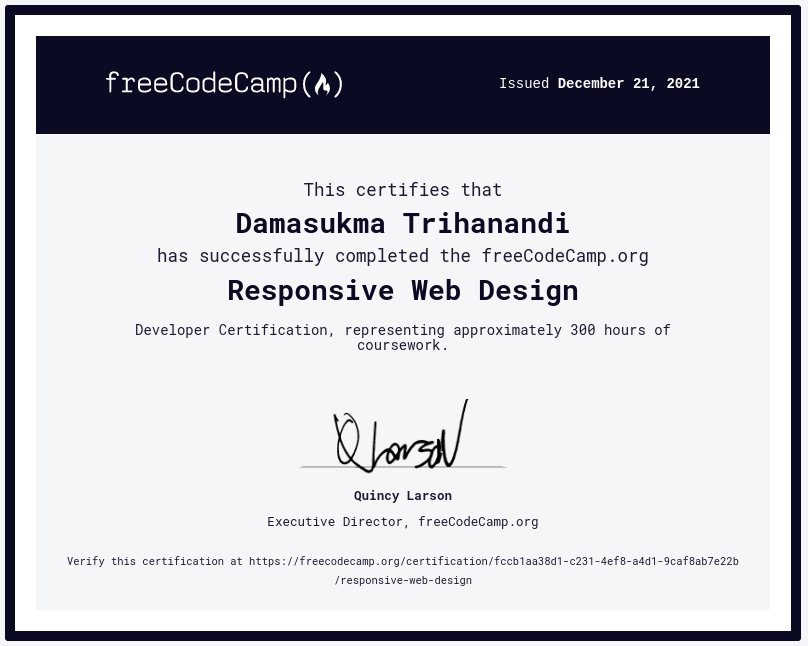 freeCodeCamp
Issued December 21, 2021
This certifies that
Damasukma Trihanandi
has successfully completed the freeCodeCamp.org
Responsive Web Design
Developer Certification, representing approximately 300 hours of
coursework.
QLarson
Quincy Larson
Executive Director, freeCodeCamp.org
Verify this certification at https://freecodecamp.org/certification/fccb1aa38d1-c231-4ef8-a4d1-9caf8ab7e22b
/responsive-web-design